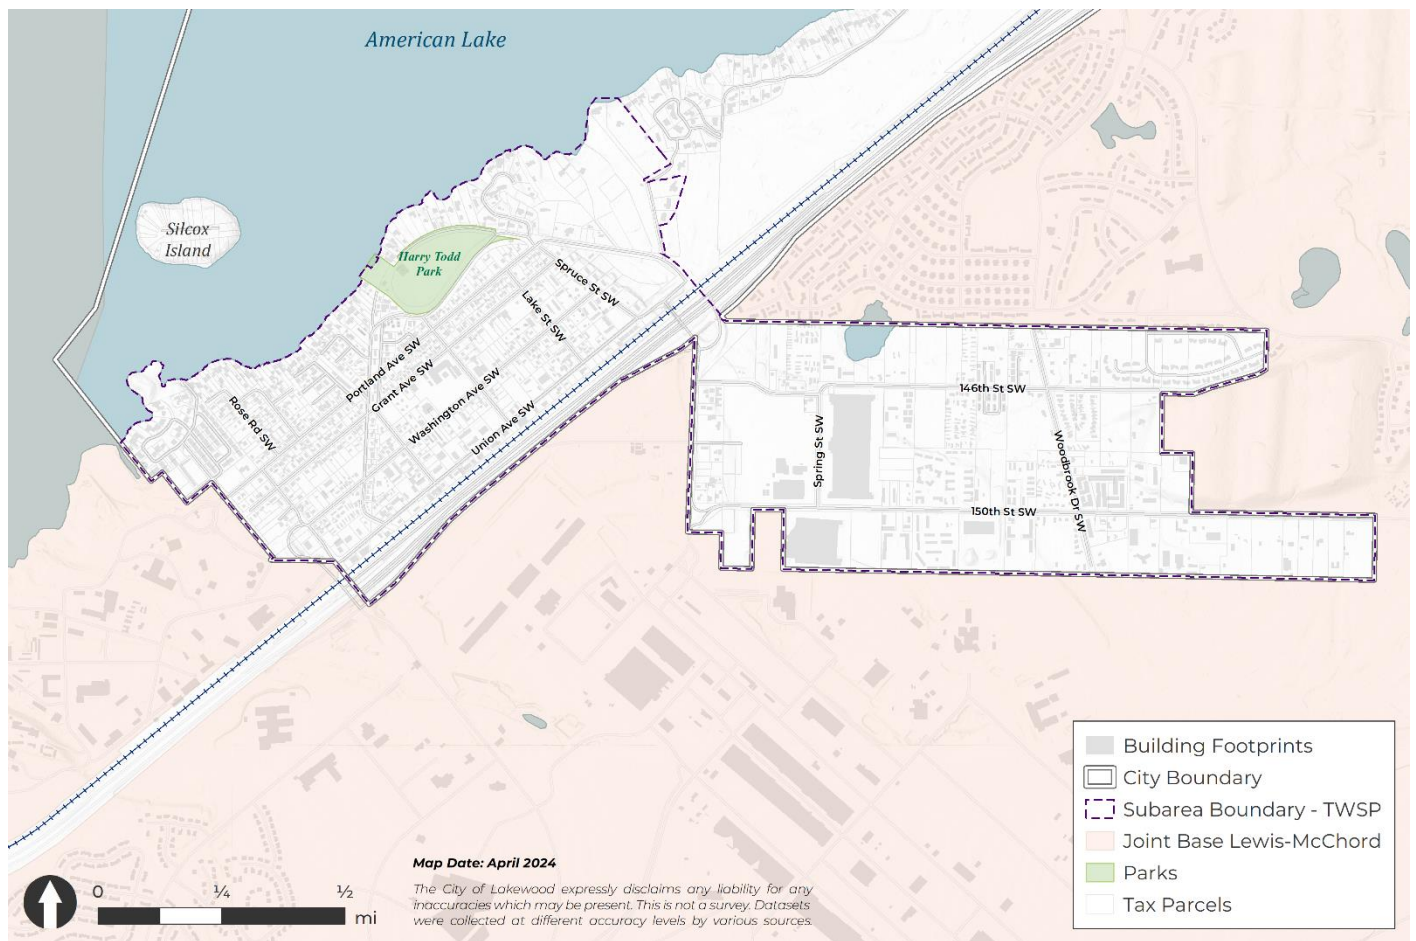 American Lake
Silcox
Island
Harry Todd
Park
Spruce St SW
Lake St SW
Portland Ave SW
Grant Ave SW
Washington Ave SW
Union Ave SW
Rose Rd SW
146th St SW
Spring St SW
Woodbrook Dr SW
150th St SW
Building Footprints
City Boundary
Subarea Boundary - TWSP
Joint Base Lewis-McChord
Parks
Tax Parcels
Map Date: April 2024
The City of Lakewood expressly disclaims any liability for any
inaccuracies which may be present. This is not a survey. Datasets
were collected at different accuracy levels by various sources.
0 ¼ ½
mi